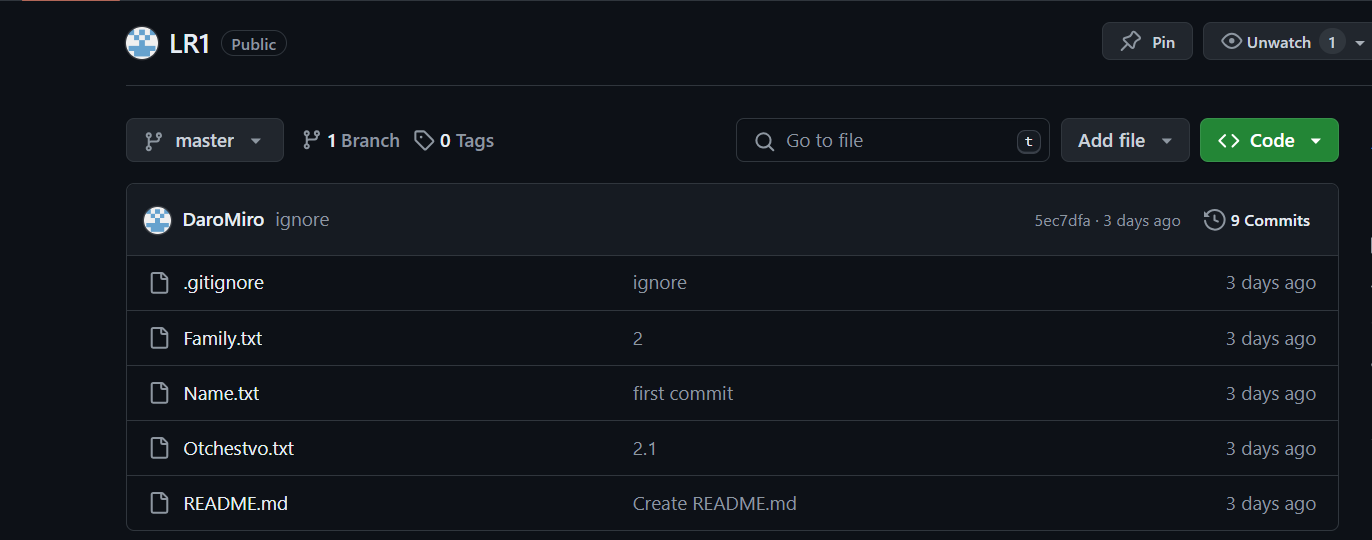 LR1 Public Pin Unwatch 1
master 1 Branch 0 Tags Go to file t Add file Code
DaroMiro ignore 5ec7dfa · 3 days ago 9 Commits
.gitignore ignore 3 days ago
Family.txt 2 3 days ago
Name.txt first commit 3 days ago
Otchestvo.txt 2.1 3 days ago
README.md Create README.md 3 days ago